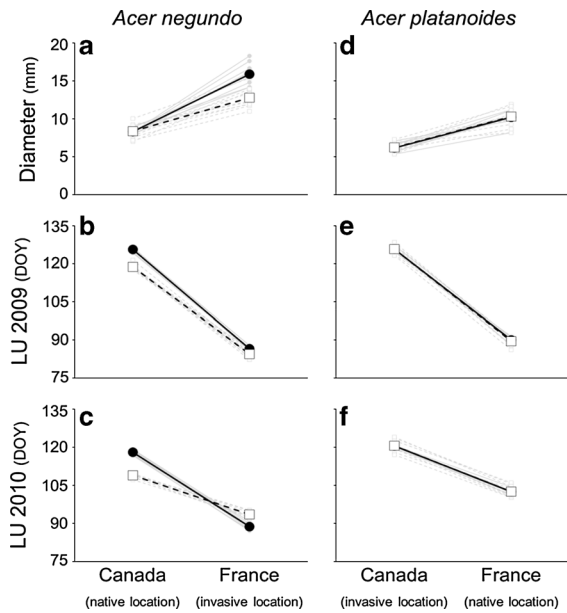 Acer negundo
Acer platanoides
a
d
Diameter (mm)
20
15
10
5
0
b
e
LU 2009 (DOY)
135
120
105
90
75
c
f
LU 2010 (DOY)
135
120
105
90
75
Canada
France
Canada
France
(native location)
(invasive location)
(invasive location)
(native location)